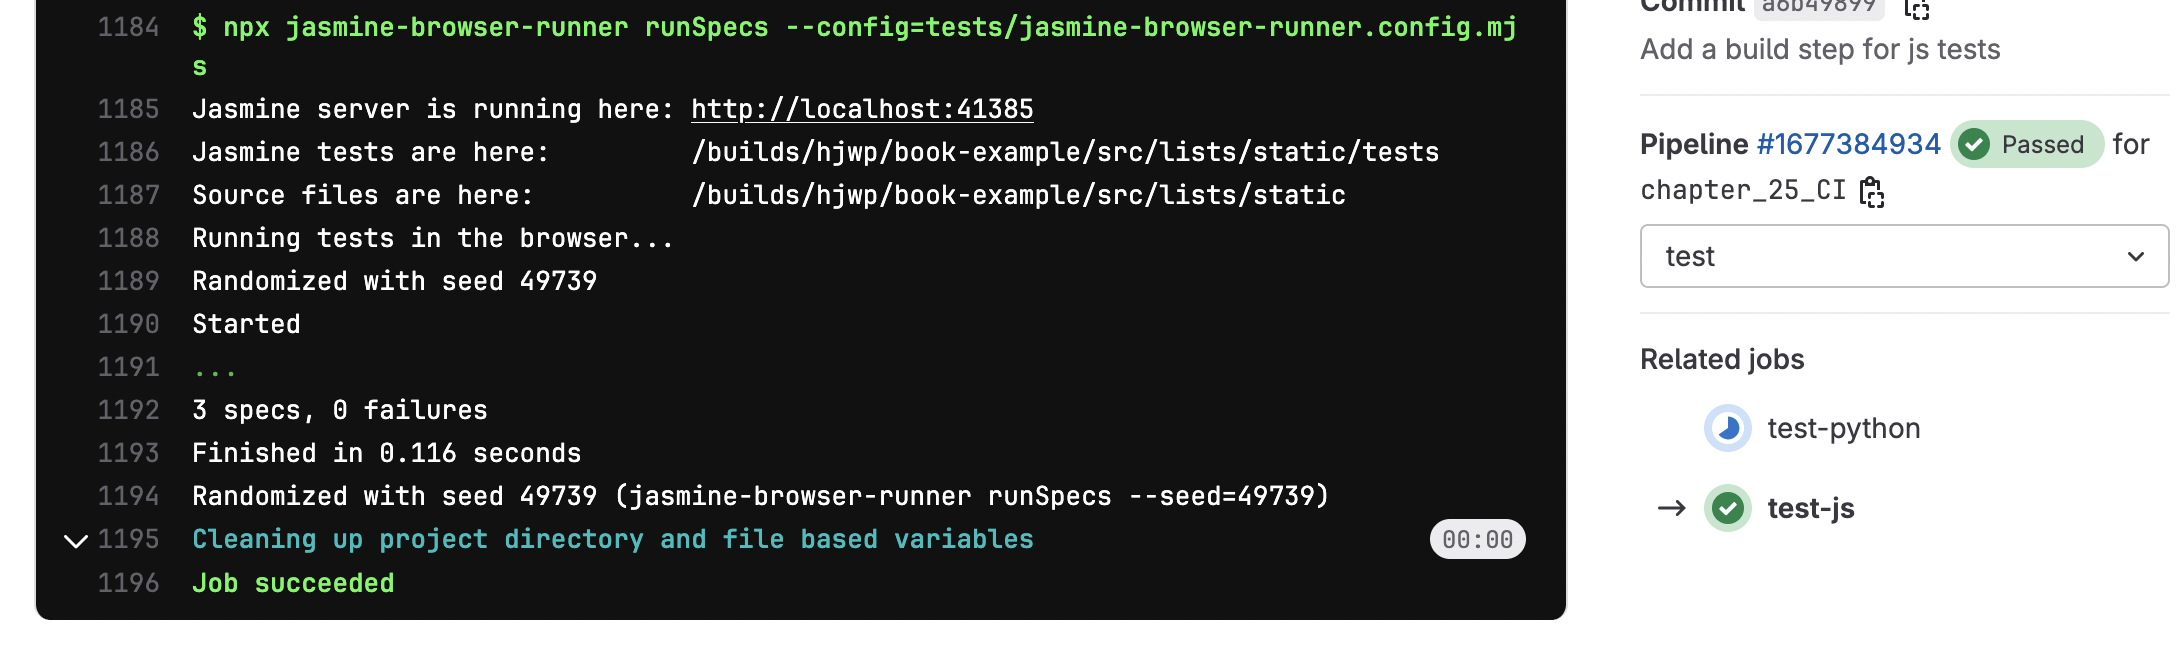 1184 $ npx jasmine-browser-runner runSpecs --config=tests/jasmine-browser-runner.config.mj
s
1185 Jasmine server is running here: http://localhost:41385
1186 Jasmine tests are here:         /builds/hjwp/book-example/src/lists/static/tests
1187 Source files are here:          /builds/hjwp/book-example/src/lists/static
1188 Running tests in the browser...
1189 Randomized with seed 49739
1190 Started
1191 ...
1192 3 specs, 0 failures
1193 Finished in 0.116 seconds
1194 Randomized with seed 49739 (jasmine-browser-runner runSpecs --seed=49739)
1195 Cleaning up project directory and file based variables 00:00
1196 Job succeeded
Commit a6b49899
Add a build step for js tests
Pipeline #1677384934 Passed for
chapter_25_CI
test
Related jobs
test-python
→ test-js